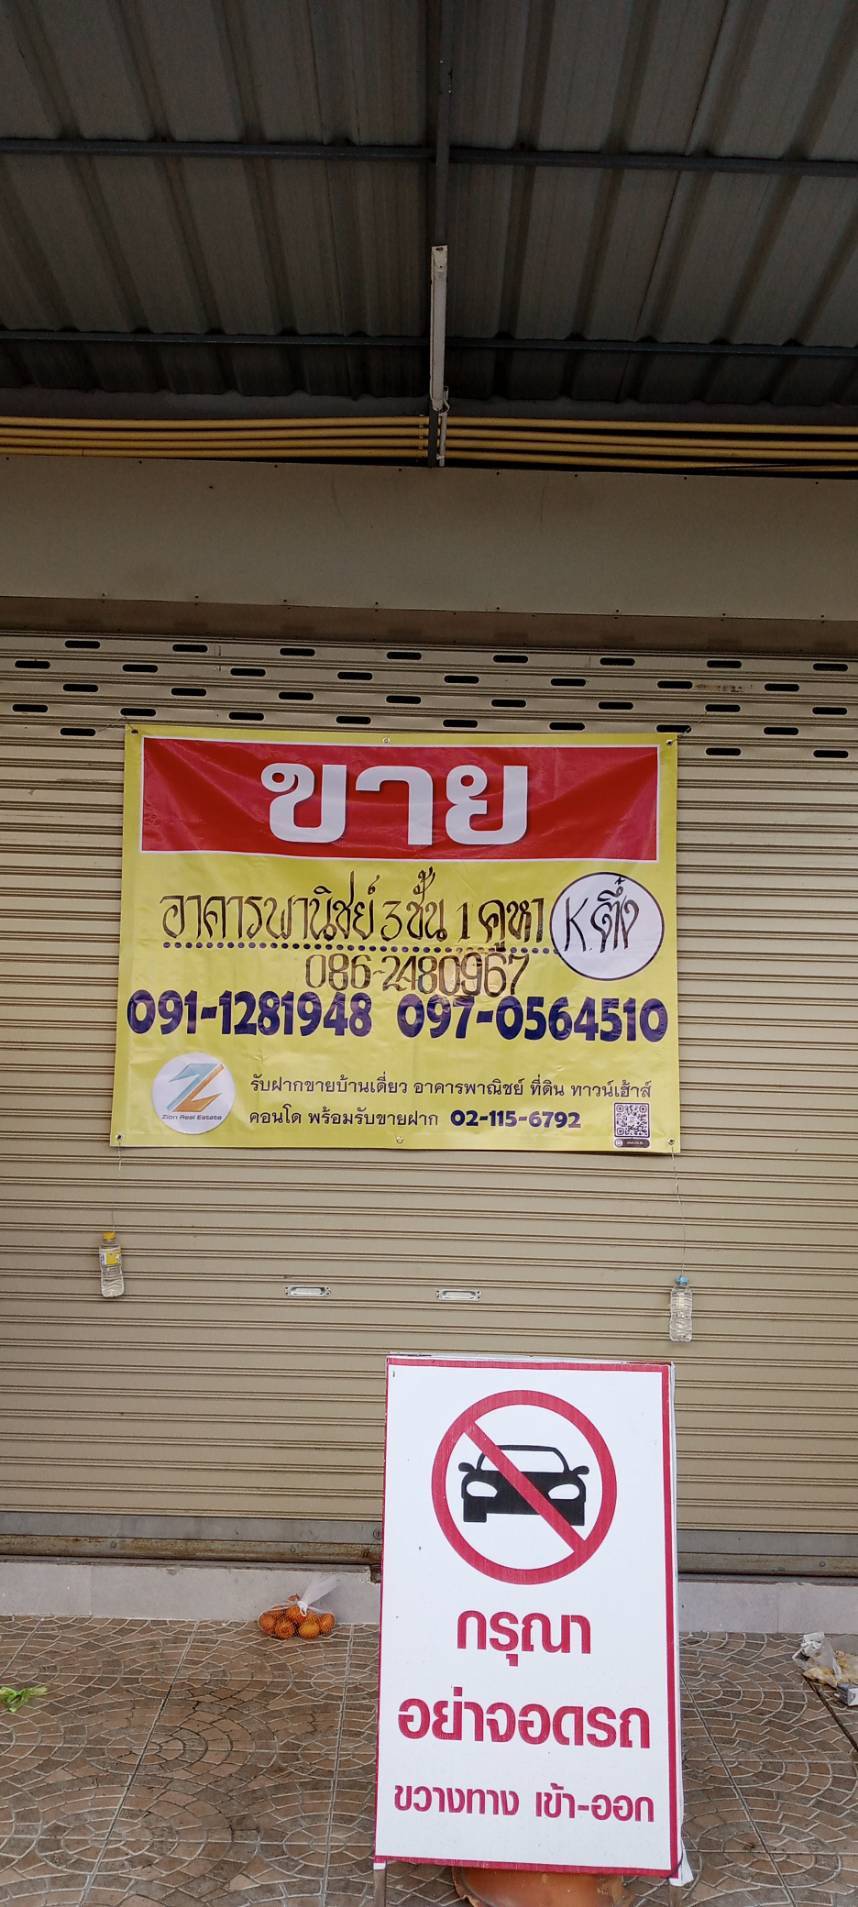 ขาย
อาคารพานิชย์ 3 ชั้น 1 คูหา K.ติ๋ง
086-2480967
091-1281948 097-0564510
Zion Real Estate
รับฝากขายบ้านเดี่ยว อาคารพาณิชย์ ที่ดิน ทาวน์เฮ้าส์
คอนโด พร้อมรับขายฝาก 02-115-6792
กรุณา
อย่าจอดรถ
ขวางทาง เข้า-ออก